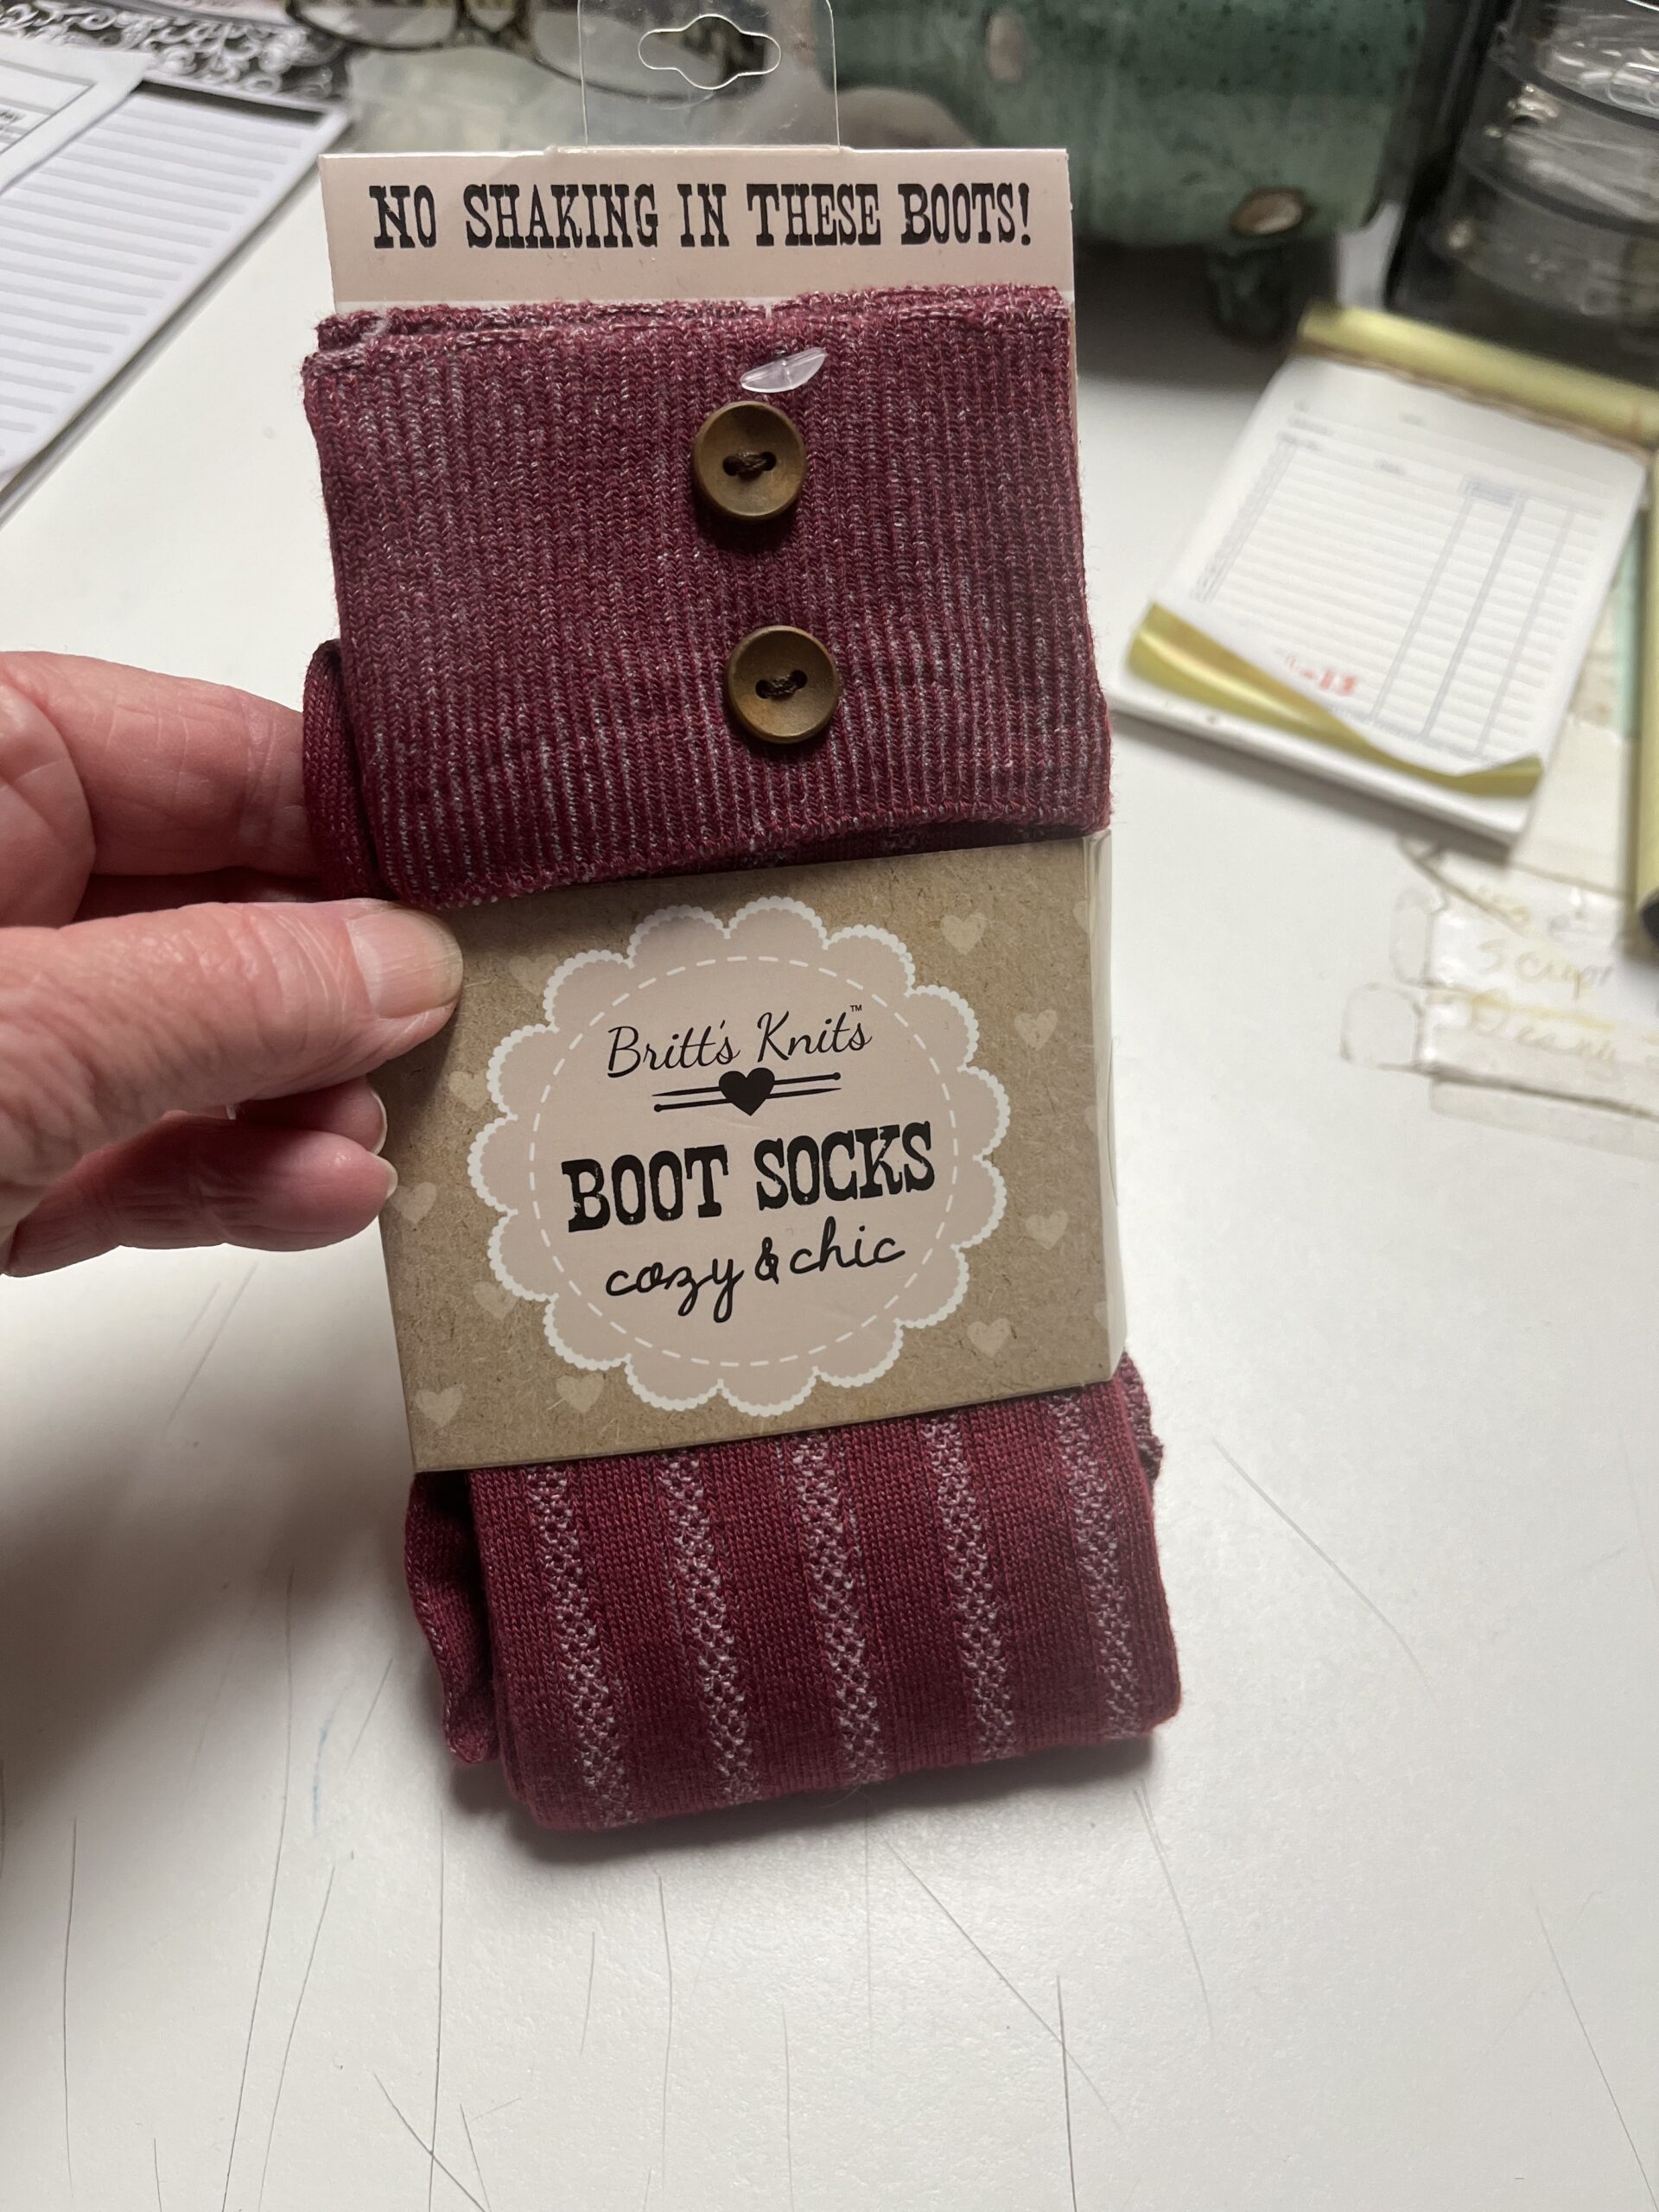 NO SHAKING IN THESE BOOTS!
Britt's Knits™
BOOT SOCKS
cozy & chic